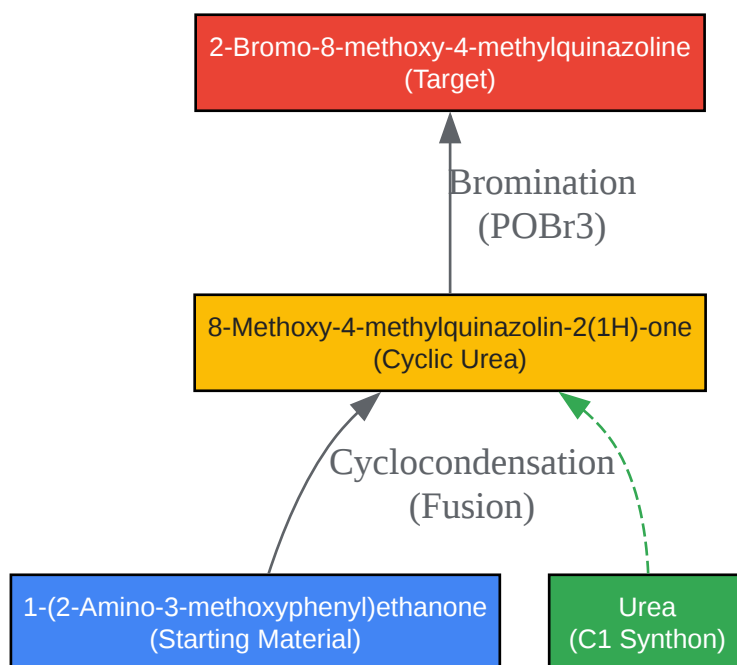 2-Bromo-8-methoxy-4-methylquinazoline
(Target)
Bromination
(POBr3)
8-Methoxy-4-methylquinazolin-2(1H)-one
(Cyclic Urea)
Cyclocondensation
(Fusion)
1-(2-Amino-3-methoxyphenyl)ethanone
(Starting Material)
Urea
(C1 Synthon)